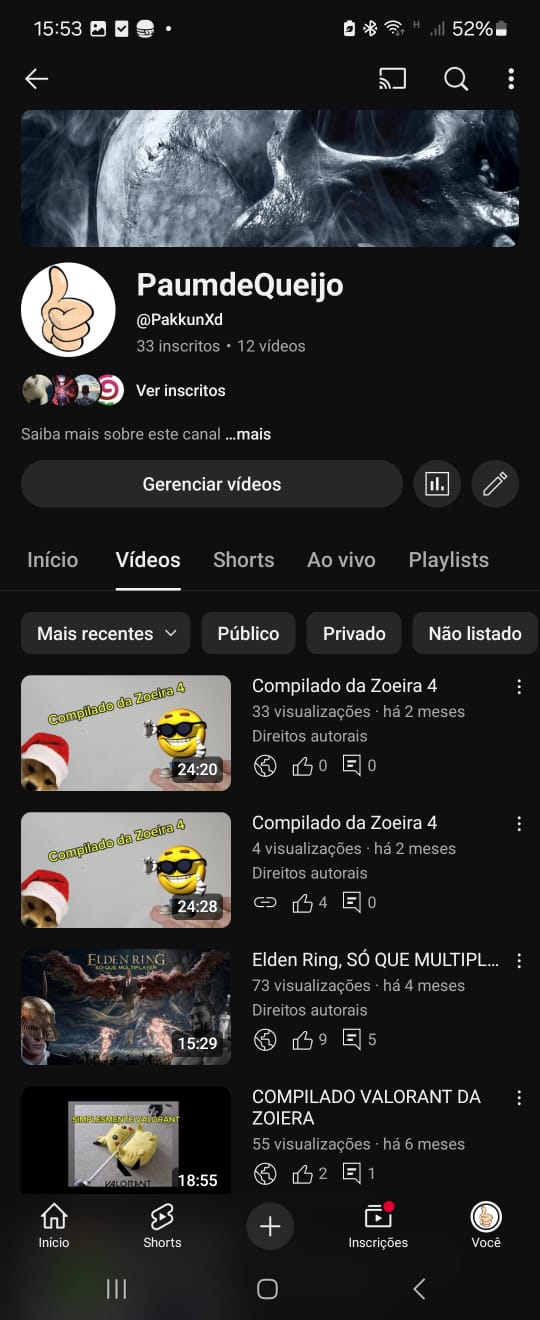 15:53
H
52%
PaumdeQueijo
@PakkunXd
33 inscritos • 12 vídeos
Ver inscritos
Saiba mais sobre este canal ...mais
Gerenciar vídeos
Início
Vídeos
Shorts
Ao vivo
Playlists
Mais recentes
Público
Privado
Não listado
Compilado da Zoeira 4
24:20
Compilado da Zoeira 4
33 visualizações · há 2 meses
Direitos autorais
0
0
Compilado da Zoeira 4
24:28
Compilado da Zoeira 4
4 visualizações · há 2 meses
Direitos autorais
4
0
ELDEN RING
SÓ QUE MULTIPLAYER
15:29
Elden Ring, SÓ QUE MULTIPL...
73 visualizações · há 4 meses
Direitos autorais
9
5
SIMPLESMENTE VALORANT
VALORANT
18:55
COMPILADO VALORANT DA
ZOIERA
55 visualizações · há 6 meses
2
1
Início
Shorts
Inscrições
Você